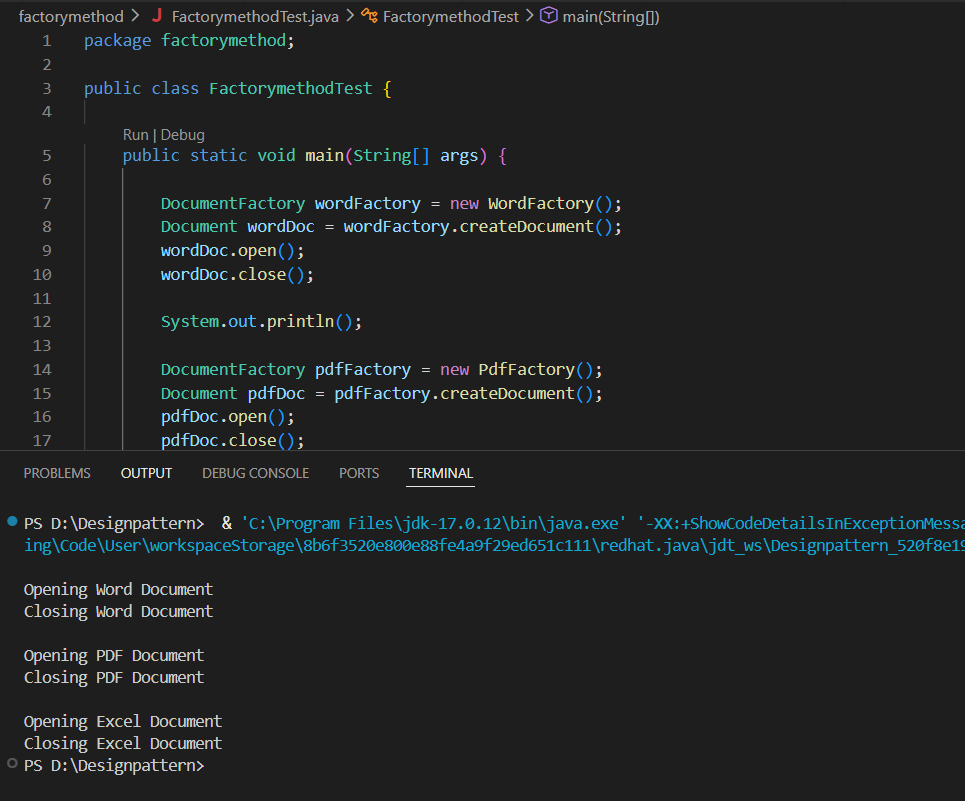 factorymethod > J FactorymethodTest.java > FactorymethodTest > main(String[])
1 package factorymethod;
2
3 public class FactorymethodTest {
4
Run | Debug
5 public static void main(String[] args) {
6
7 DocumentFactory wordFactory = new WordFactory();
8 Document wordDoc = wordFactory.createDocument();
9 wordDoc.open();
10 wordDoc.close();
11
12 System.out.println();
13
14 DocumentFactory pdfFactory = new PdfFactory();
15 Document pdfDoc = pdfFactory.createDocument();
16 pdfDoc.open();
17 pdfDoc.close();
PROBLEMS OUTPUT DEBUG CONSOLE PORTS TERMINAL
PS D:\Designpattern> & 'C:\Program Files\jdk-17.0.12\bin\java.exe' '-XX:+ShowCodeDetailsInExceptionMessa
ing\Code\User\workspaceStorage\8b6f3520e800e88fe4a9f29ed651c111\redhat.java\jdt_ws\Designpattern_520f8e19
Opening Word Document
Closing Word Document
Opening PDF Document
Closing PDF Document
Opening Excel Document
Closing Excel Document
PS D:\Designpattern>